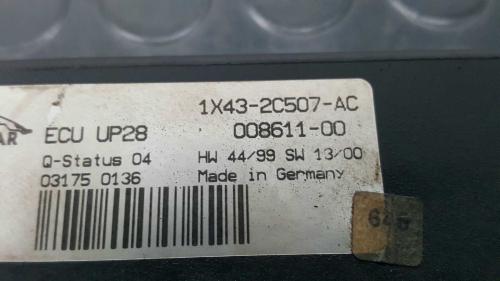 1X43-2C507-AC
AR ECU UP28 008611-00
Q-Status 04 HW 44/99 SW 13/00
03175 0136 Made in Germany